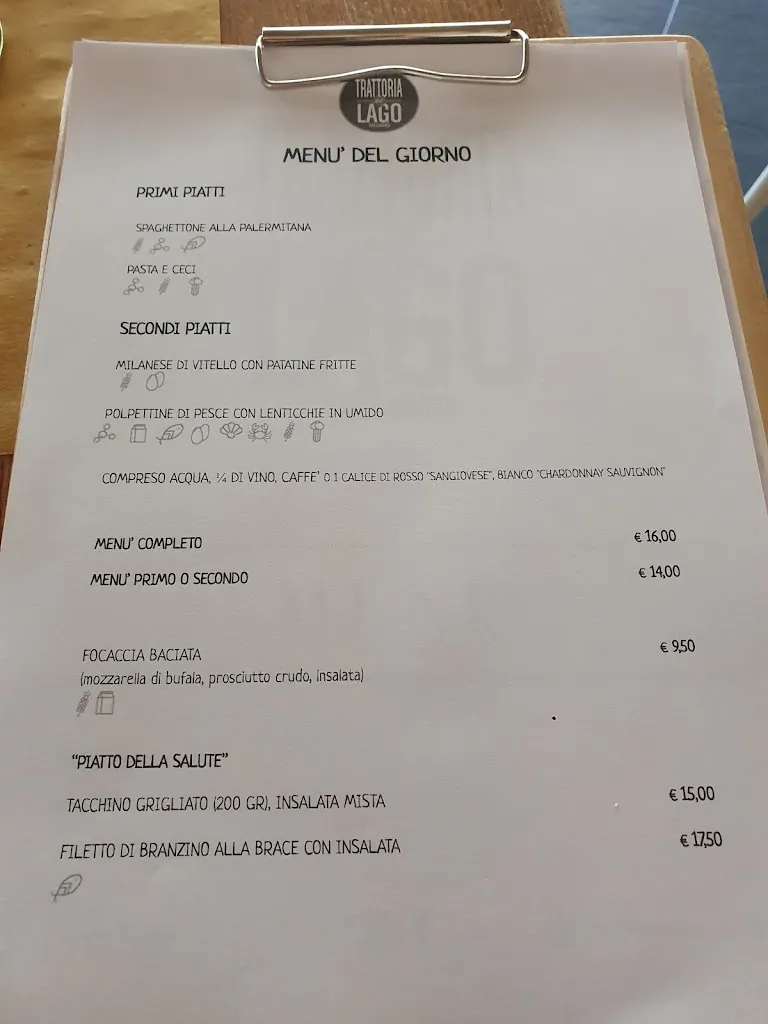 TRATTORIA
LAGO
MENU' DEL GIORNO
PRIMI PIATTI
SPAGHETTONE ALLA PALERMITANA
PASTA E CECI
SECONDI PIATTI
MILANESE DI VITELLO CON PATATINE FRITTE
POLPETTINE DI PESCE CON LENTICCHIE IN UMIDO
COMPRESO ACQUA, ¼ DI VINO, CAFFE' O 1 CALICE DI ROSSO "SANGIOVESE", BIANCO "CHARDONNAY SAUVIGNON"
MENU' COMPLETO € 16,00
MENU' PRIMO O SECONDO € 14,00
FOCACCIA BACIATA € 9,50
(mozzarella di bufala, prosciutto crudo, insalata)
"PIATTO DELLA SALUTE"
TACCHINO GRIGLIATO (200 GR), INSALATA MISTA € 15,00
FILETTO DI BRANZINO ALLA BRACE CON INSALATA € 17,50